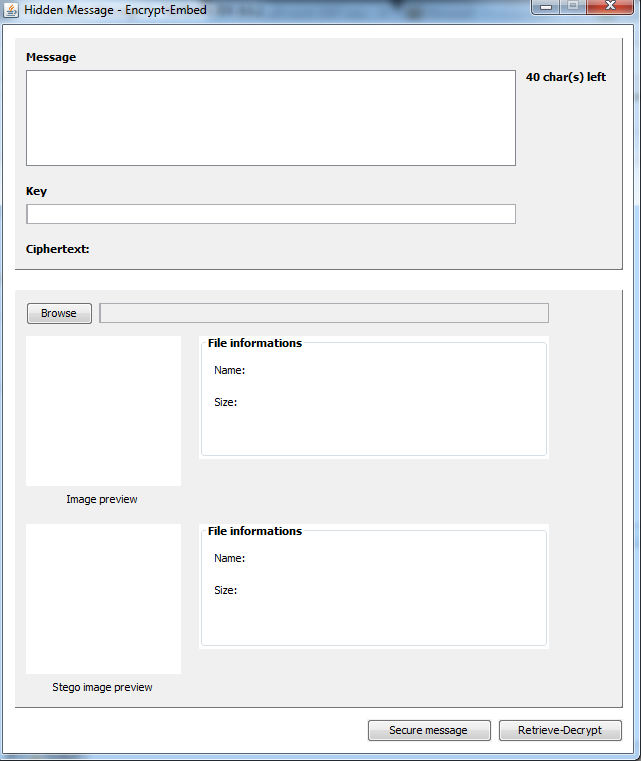 Hidden Message - Encrypt-Embed
Message
40 char(s) left
Key
Ciphertext:
Browse
File informations
Name:
Size:
Image preview
File informations
Name:
Size:
Stego image preview
Secure message
Retrieve-Decrypt